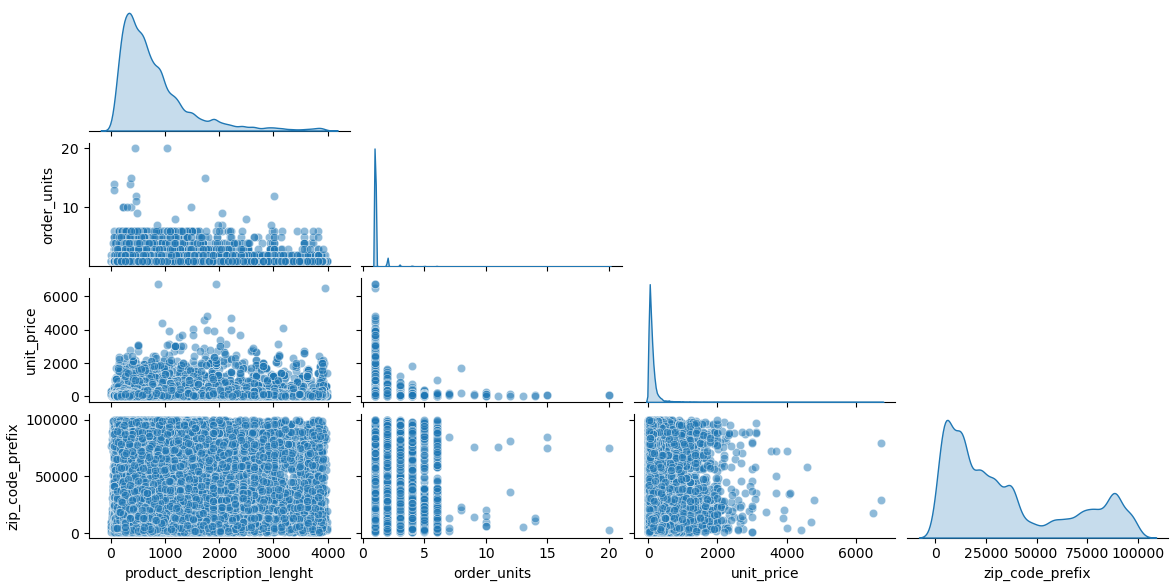 20
10
order_units
6000
4000
2000
0
unit_price
100000
50000
0
zip_code_prefix
0 1000 2000 3000 4000
product_description_lenght
0 5 10 15 20
order_units
0 2000 4000 6000
unit_price
0 25000 50000 75000 100000
zip_code_prefix